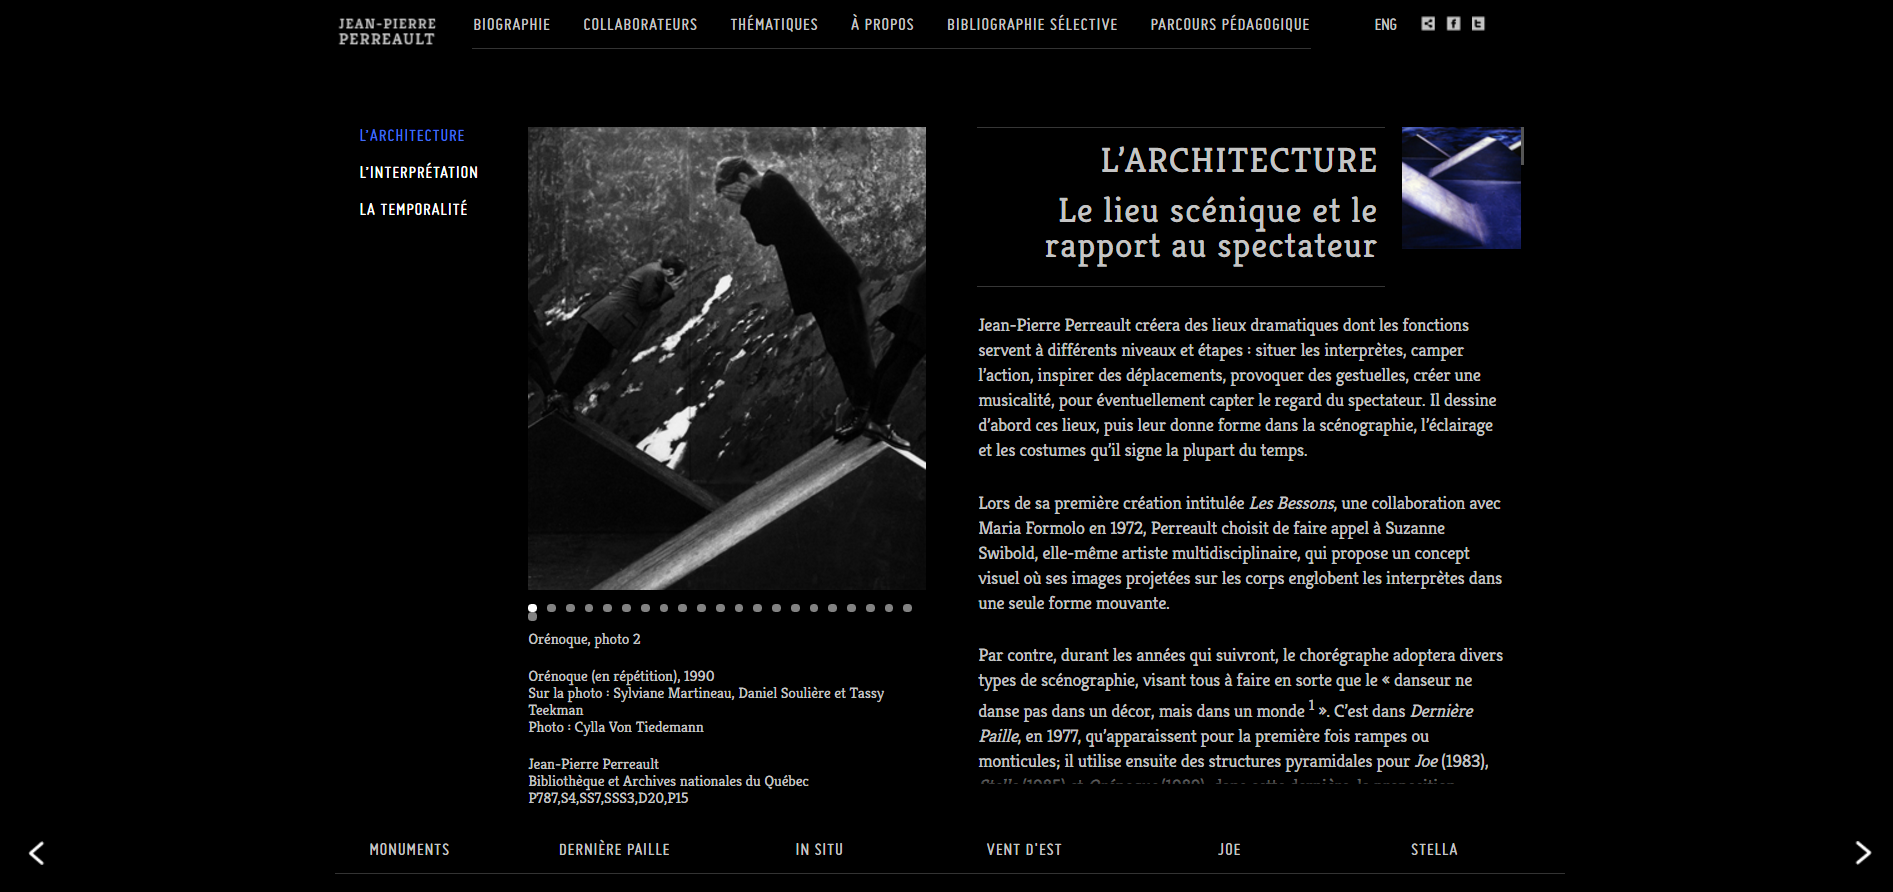 JEAN-PIERRE
PERREAULT
BIOGRAPHIE COLLABORATEURS THÉMATIQUES À PROPOS BIBLIOGRAPHIE SÉLECTIVE PARCOURS PÉDAGOGIQUE ENG
L'ARCHITECTURE
L'INTERPRÉTATION
LA TEMPORALITÉ
Orénoque, photo 2
Orénoque (en répétition), 1990
Sur la photo : Sylviane Martineau, Daniel Soulière et Tassy
Teekman
Photo : Cylla Von Tiedemann
Jean-Pierre Perreault
Bibliothèque et Archives nationales du Québec
P787,S4,SS7,SSS3,D20,P15
L'ARCHITECTURE
Le lieu scénique et le
rapport au spectateur
Jean-Pierre Perreault créera des lieux dramatiques dont les fonctions
servent à différents niveaux et étapes : situer les interprètes, camper
l'action, inspirer des déplacements, provoquer des gestuelles, créer une
musicalité, pour éventuellement capter le regard du spectateur. Il dessine
d'abord ces lieux, puis leur donne forme dans la scénographie, l'éclairage
et les costumes qu'il signe la plupart du temps.
Lors de sa première création intitulée Les Bessons, une collaboration avec
Maria Formolo en 1972, Perreault choisit de faire appel à Suzanne
Swibold, elle-même artiste multidisciplinaire, qui propose un concept
visuel où ses images projetées sur les corps englobent les interprètes dans
une seule forme mouvante.
Par contre, durant les années qui suivront, le chorégraphe adoptera divers
types de scénographie, visant tous à faire en sorte que le « danseur ne
danse pas dans un décor, mais dans un monde 1 ». C'est dans Dernière
Paille, en 1977, qu'apparaissent pour la première fois rampes ou
monticules; il utilise ensuite des structures pyramidales pour Joe (1983),
MONUMENTS DERNIÈRE PAILLE IN SITU VENT D'EST JOE STELLA